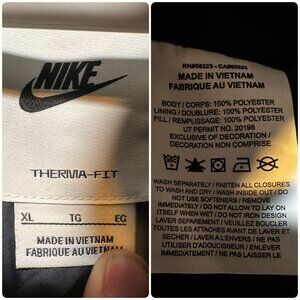 NIKE
THERMA-FIT
XL TG EG
MADE IN VIETNAM
FABRIQUE AU VIETNAM
RN#56323 - CA#05553
MADE IN VIETNAM
FABRIQUE AU VIETNAM
BODY / CORPS: 100% POLYESTER
LINING / DOUBLURE: 100% POLYESTER
FILL / REMPLISSAGE: 100% POLYESTER
UT PERMIT NO. 20196
EXCLUSIVE OF DECORATION /
DECORATION NON COMPRISE
WASH SEPARATELY / FASTEN ALL CLOSURES
TO WASH AND DRY / WASH INSIDE OUT / DO
NOT USE SOFTENERS / REMOVE
IMMEDIATELY / DO NOT ALLOW TO LAY ON
ITSELF WHEN WET / DO NOT IRON DESIGN
LAVER SEPAREMENT / VEUILLEZ BOUCLER
TOUTES LES ATTACHES AVANT DE LAVER ET
SECHER / LAVER A L'ENVERS / NE PAS
UTILISER D'ADOUCISSEUR / ENLEVER
IMMEDIATEMENT / NE LE LAISSEZ PAS